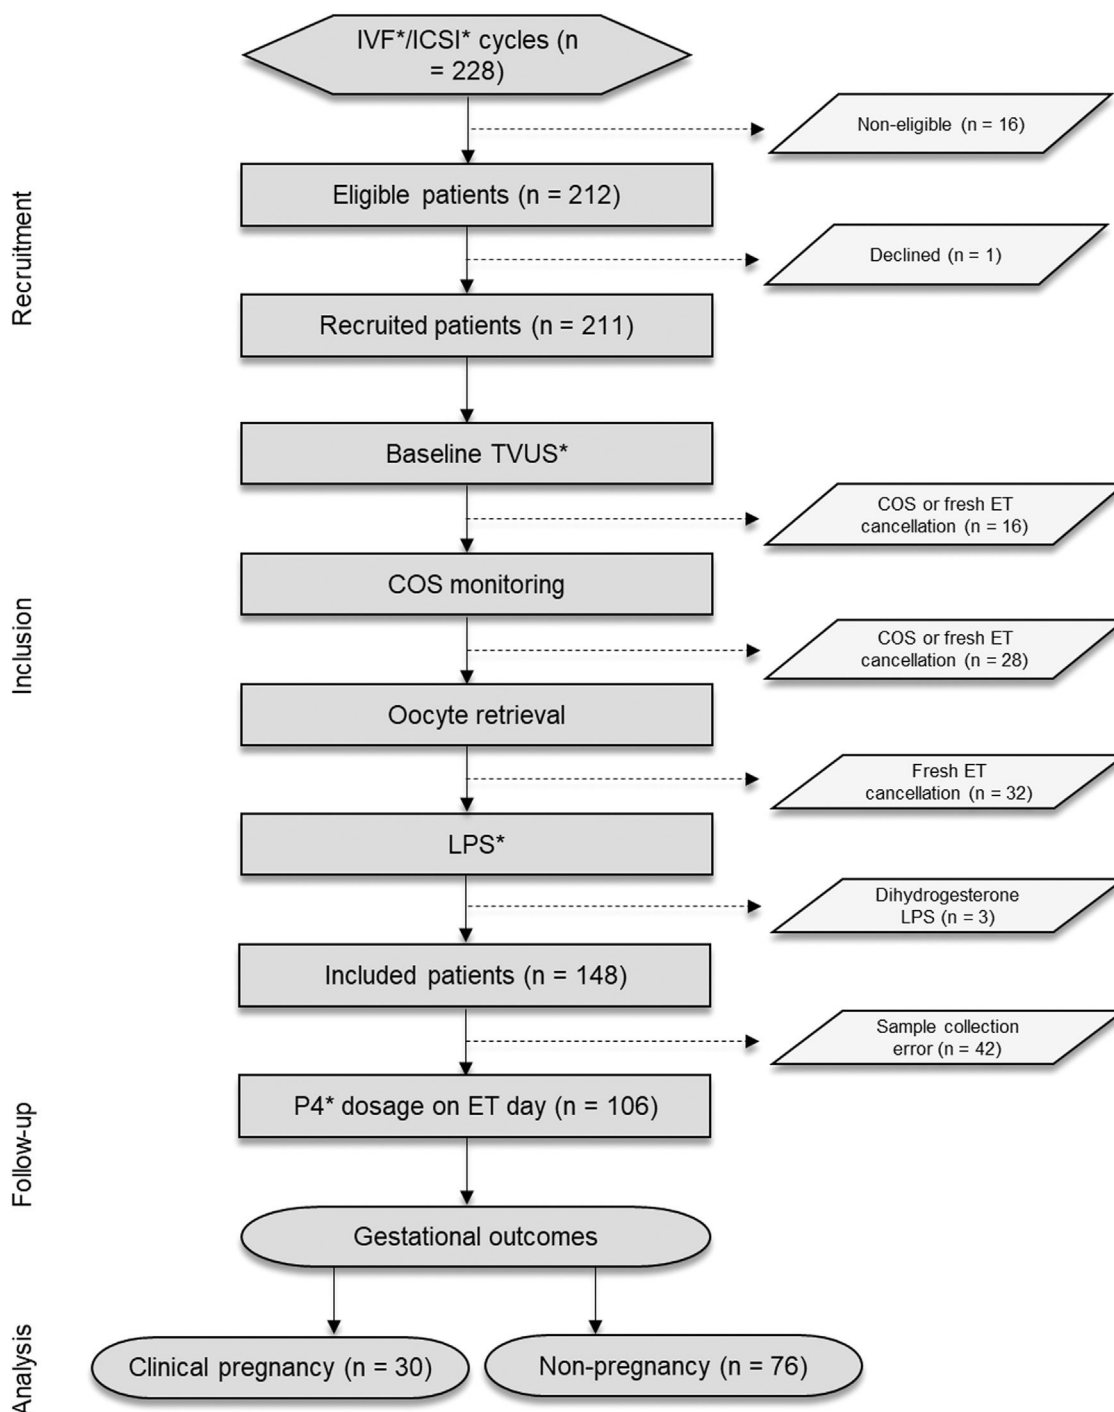 IVF*/ICSI* cycles (n
= 228)
Non-eligible (n = 16)
Recruitment
Eligible patients (n = 212)
Declined (n = 1)
Recruited patients (n = 211)
Baseline TVUS*
COS or fresh ET
cancellation (n = 16)
Inclusion
COS monitoring
COS or fresh ET
cancellation (n = 28)
Oocyte retrieval
Fresh ET
cancellation (n = 32)
LPS*
Dihydrogesterone
LPS (n = 3)
Included patients (n = 148)
Sample collection
error (n = 42)
Follow-up
P4* dosage on ET day (n = 106)
Gestational outcomes
Analysis
Clinical pregnancy (n = 30)
Non-pregnancy (n = 76)